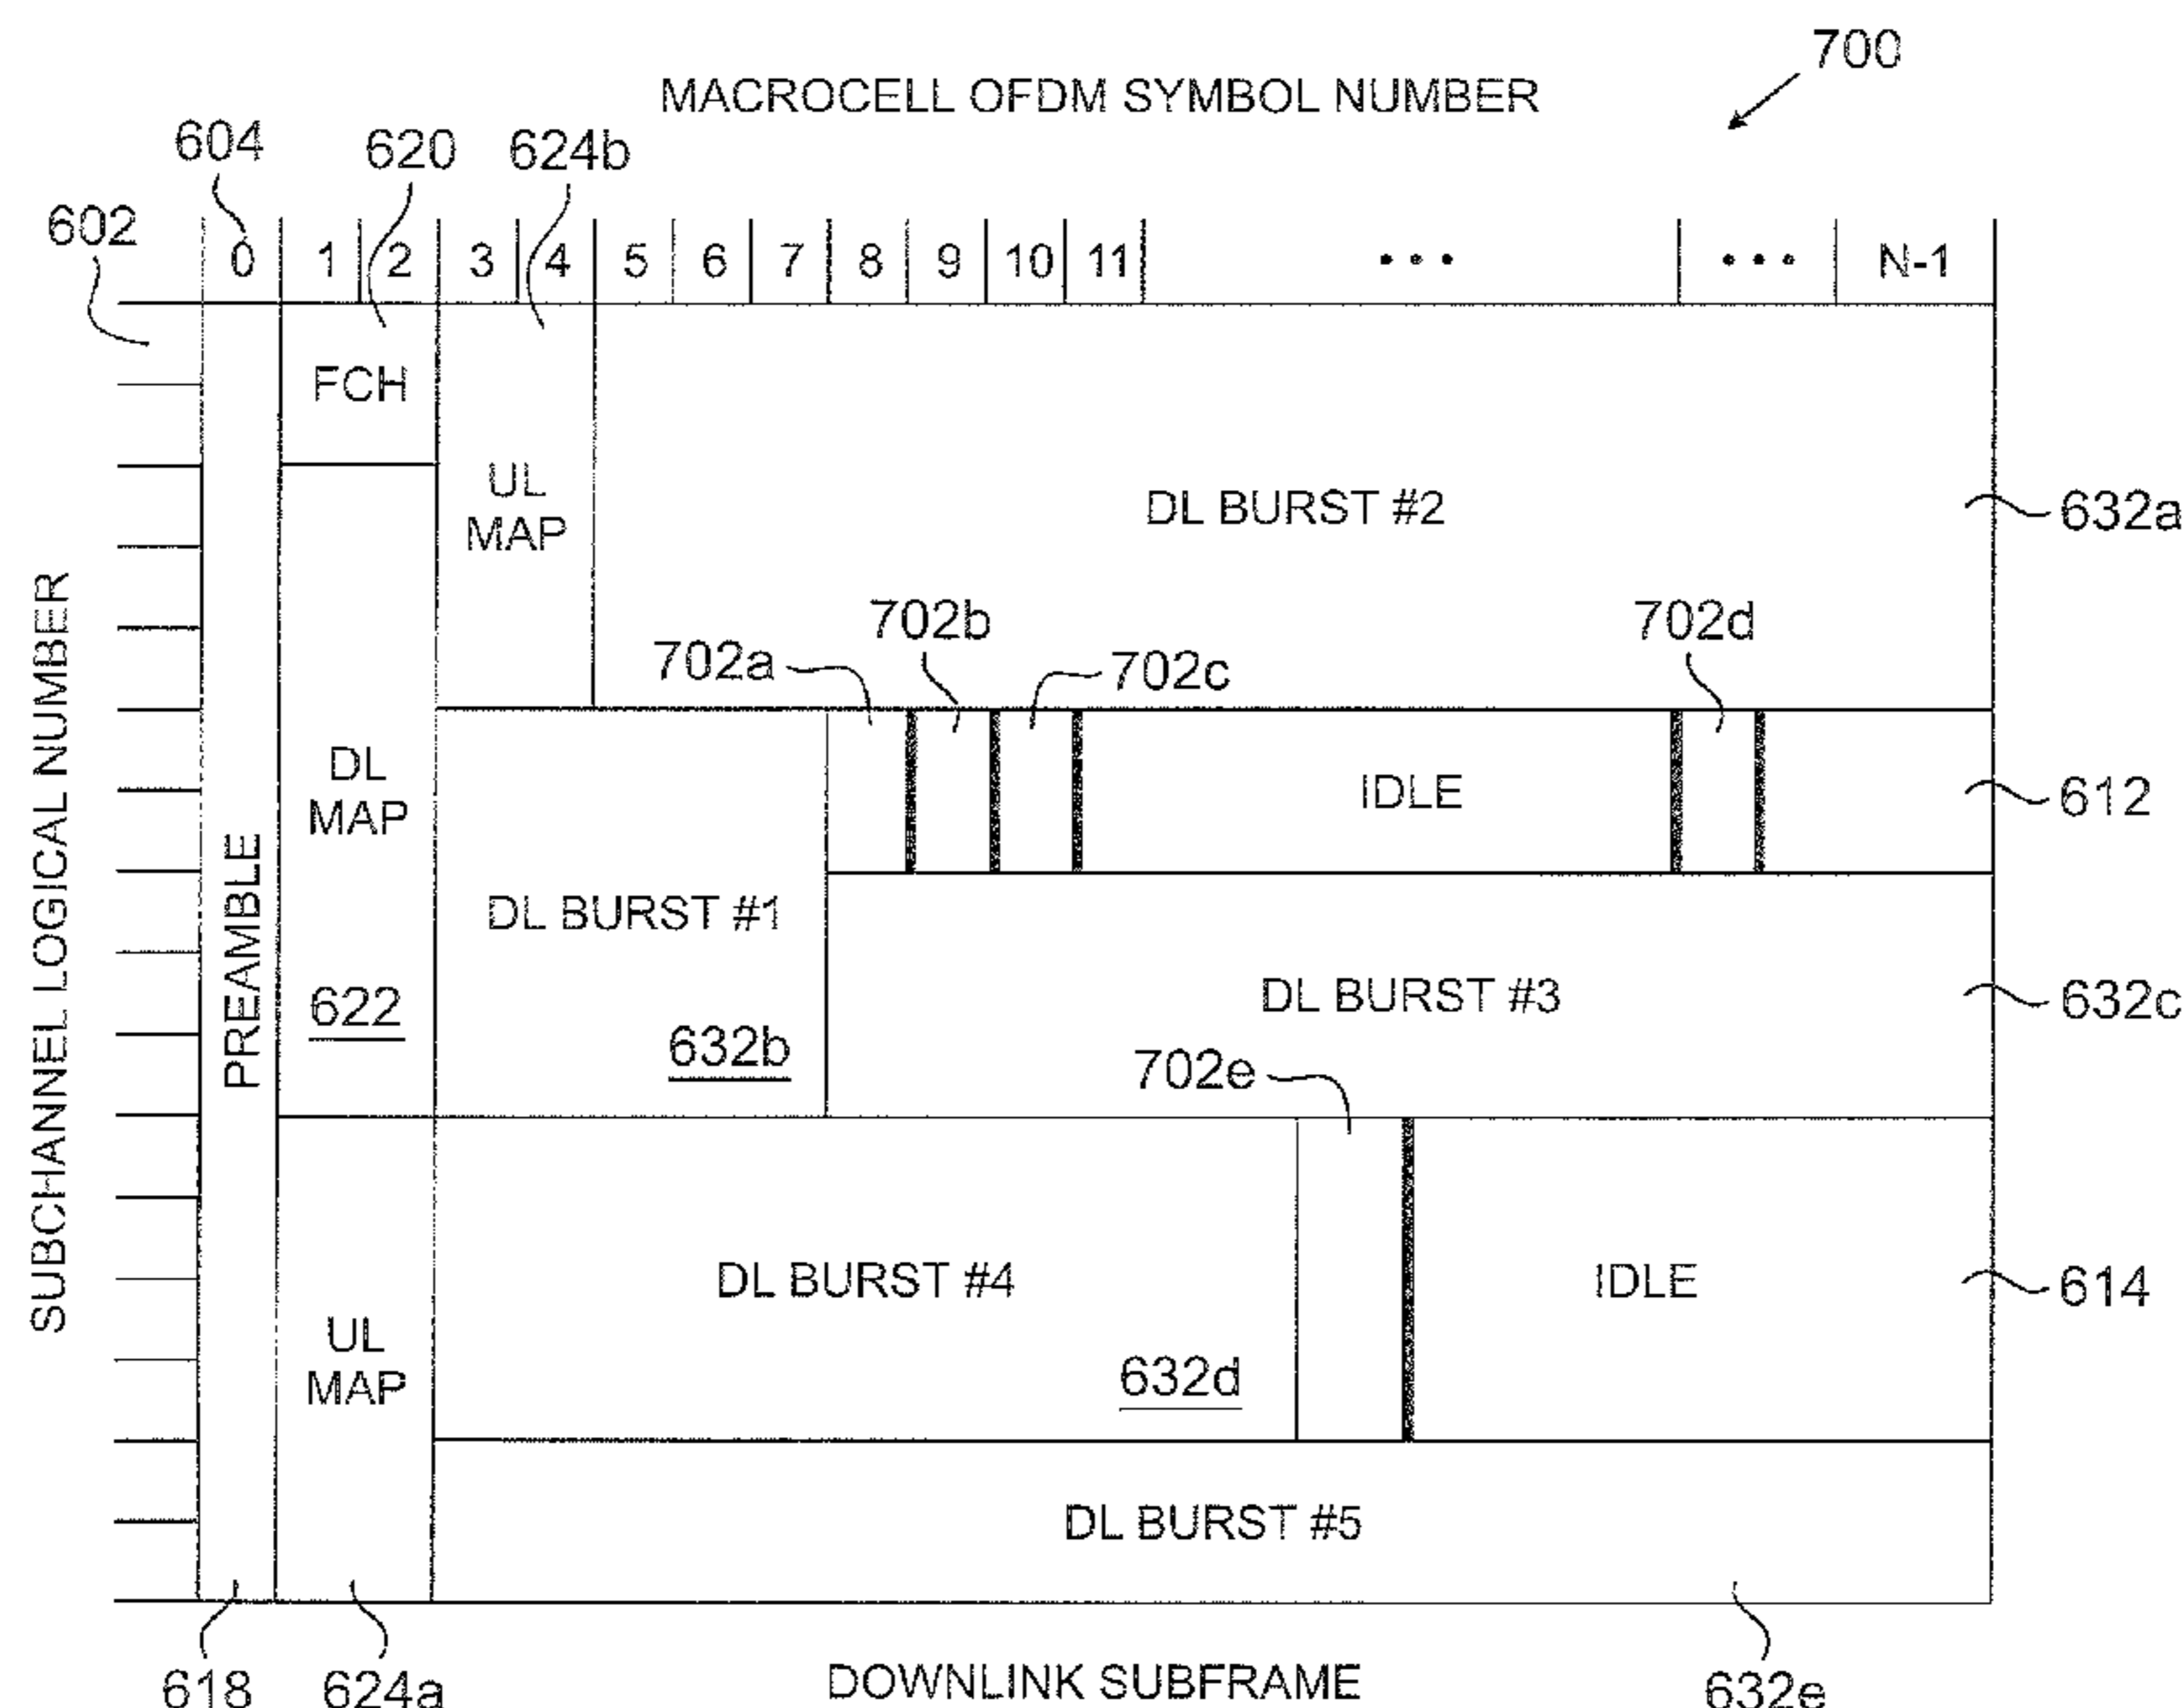 700
MACROCELL OFDM SYMBOL NUMBER
604 620 624b
602
0 1 2 3 4 5 6 7 8 9 10 11 ••• ••• N-1
FCH
UL
MAP
DL BURST #2
632a
702b 702d
702a 702c
DL
MAP
IDLE
612
SUBCHANNEL LOGICAL NUMBER
PREAMBLE
DL BURST #1
622
632b
DL BURST #3
632c
702e
DL BURST #4
IDLE
614
UL
MAP
632d
DL BURST #5
618 624a
DOWNLINK SUBFRAME
632e